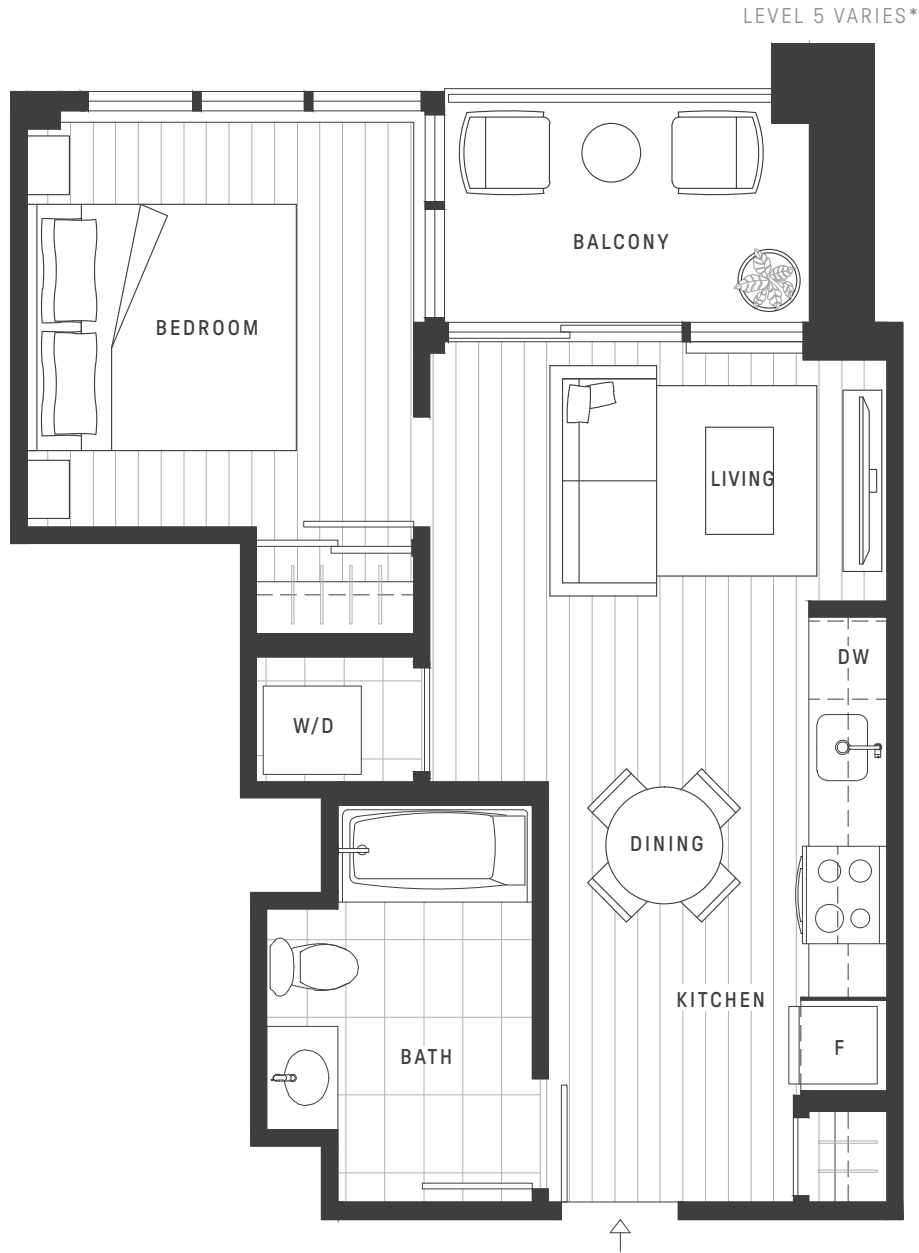 LEVEL 5 VARIES*
BALCONY
BEDROOM
LIVING
DW
W/D
DINING
KITCHEN
F
BATH